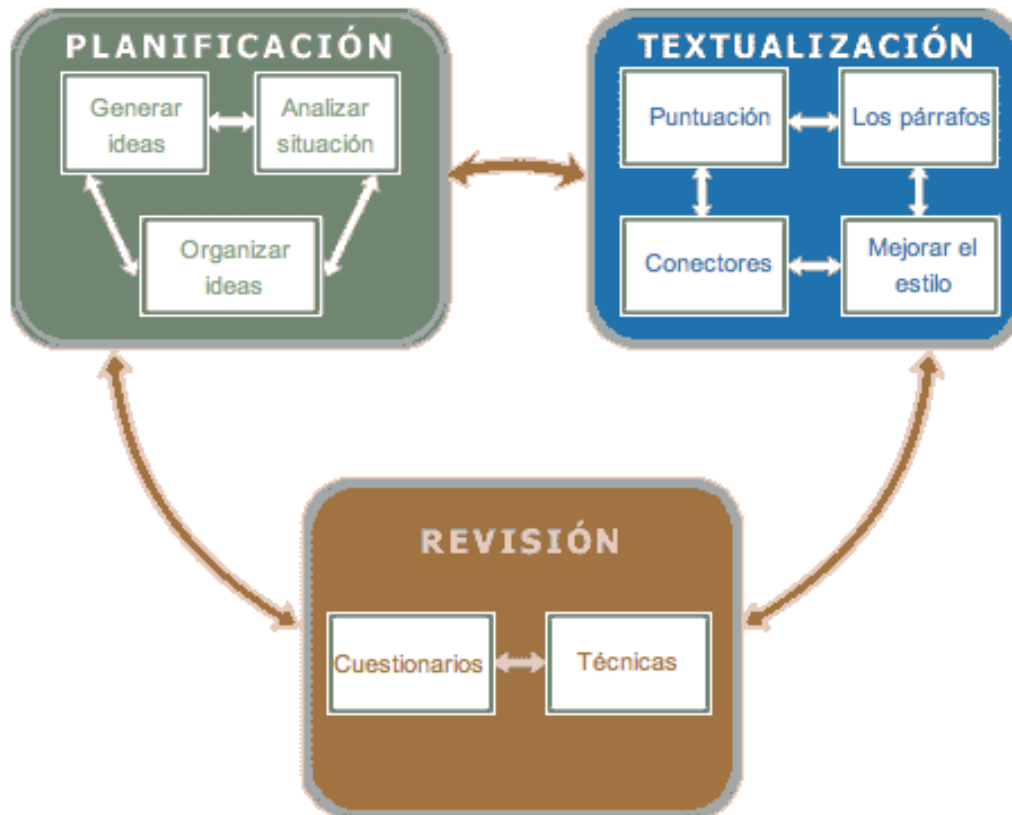 PLANIFICACIÓN
Generar
ideas
Analizar
situación
Organizar
ideas
TEXTUALIZACIÓN
Puntuación
Los párrafos
Conectores
Mejorar el
estilo
REVISIÓN
Cuestionarios
Técnicas